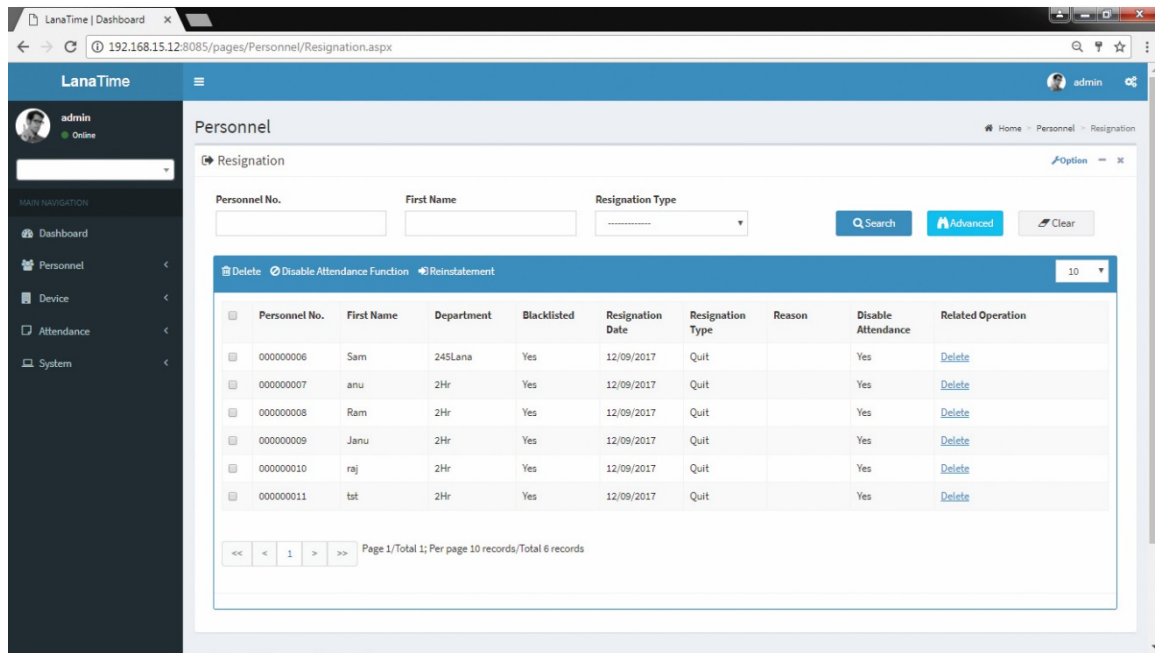 LanaTime | Dashboard
192.168.15.12:8085/pages/Personnel/Resignation.aspx
LanaTime
admin
admin
Online
Personnel
Home > Personnel > Resignation
Resignation
Option
MAIN NAVIGATION
Dashboard
Personnel
Device
Attendance
System
Personnel No. First Name Resignation Type
-------------
Search Advanced Clear
Delete Disable Attendance Function Reinstatement 10
Personnel No. First Name Department Blacklisted Resignation Date Resignation Type Reason Disable Attendance Related Operation
000000006 Sam 245Lana Yes 12/09/2017 Quit Yes Delete
000000007 anu 2Hr Yes 12/09/2017 Quit Yes Delete
000000008 Ram 2Hr Yes 12/09/2017 Quit Yes Delete
000000009 Janu 2Hr Yes 12/09/2017 Quit Yes Delete
000000010 raj 2Hr Yes 12/09/2017 Quit Yes Delete
000000011 tst 2Hr Yes 12/09/2017 Quit Yes Delete
<< < 1 > >> Page 1/Total 1; Per page 10 records/Total 6 records